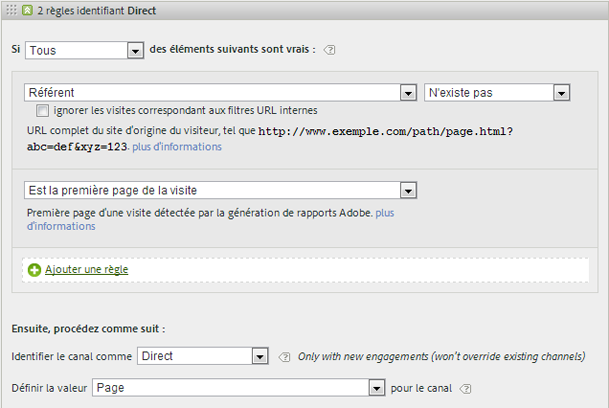 2 règles identifiant Direct
Si Tous des éléments suivants sont vrais :
Référent N'existe pas
ignorer les visites correspondant aux filtres URL internes
URL complet du site d'origine du visiteur, tel que http://www.exemple.com/path/page.html?
abc=def&xyz=123. plus d'informations
Est la première page de la visite
Première page d'une visite détectée par la génération de rapports Adobe. plus
d'informations
Ajouter une règle
Ensuite, procédez comme suit :
Identifier le canal comme Direct Only with new engagements (won't override existing channels)
Définir la valeur Page pour le canal